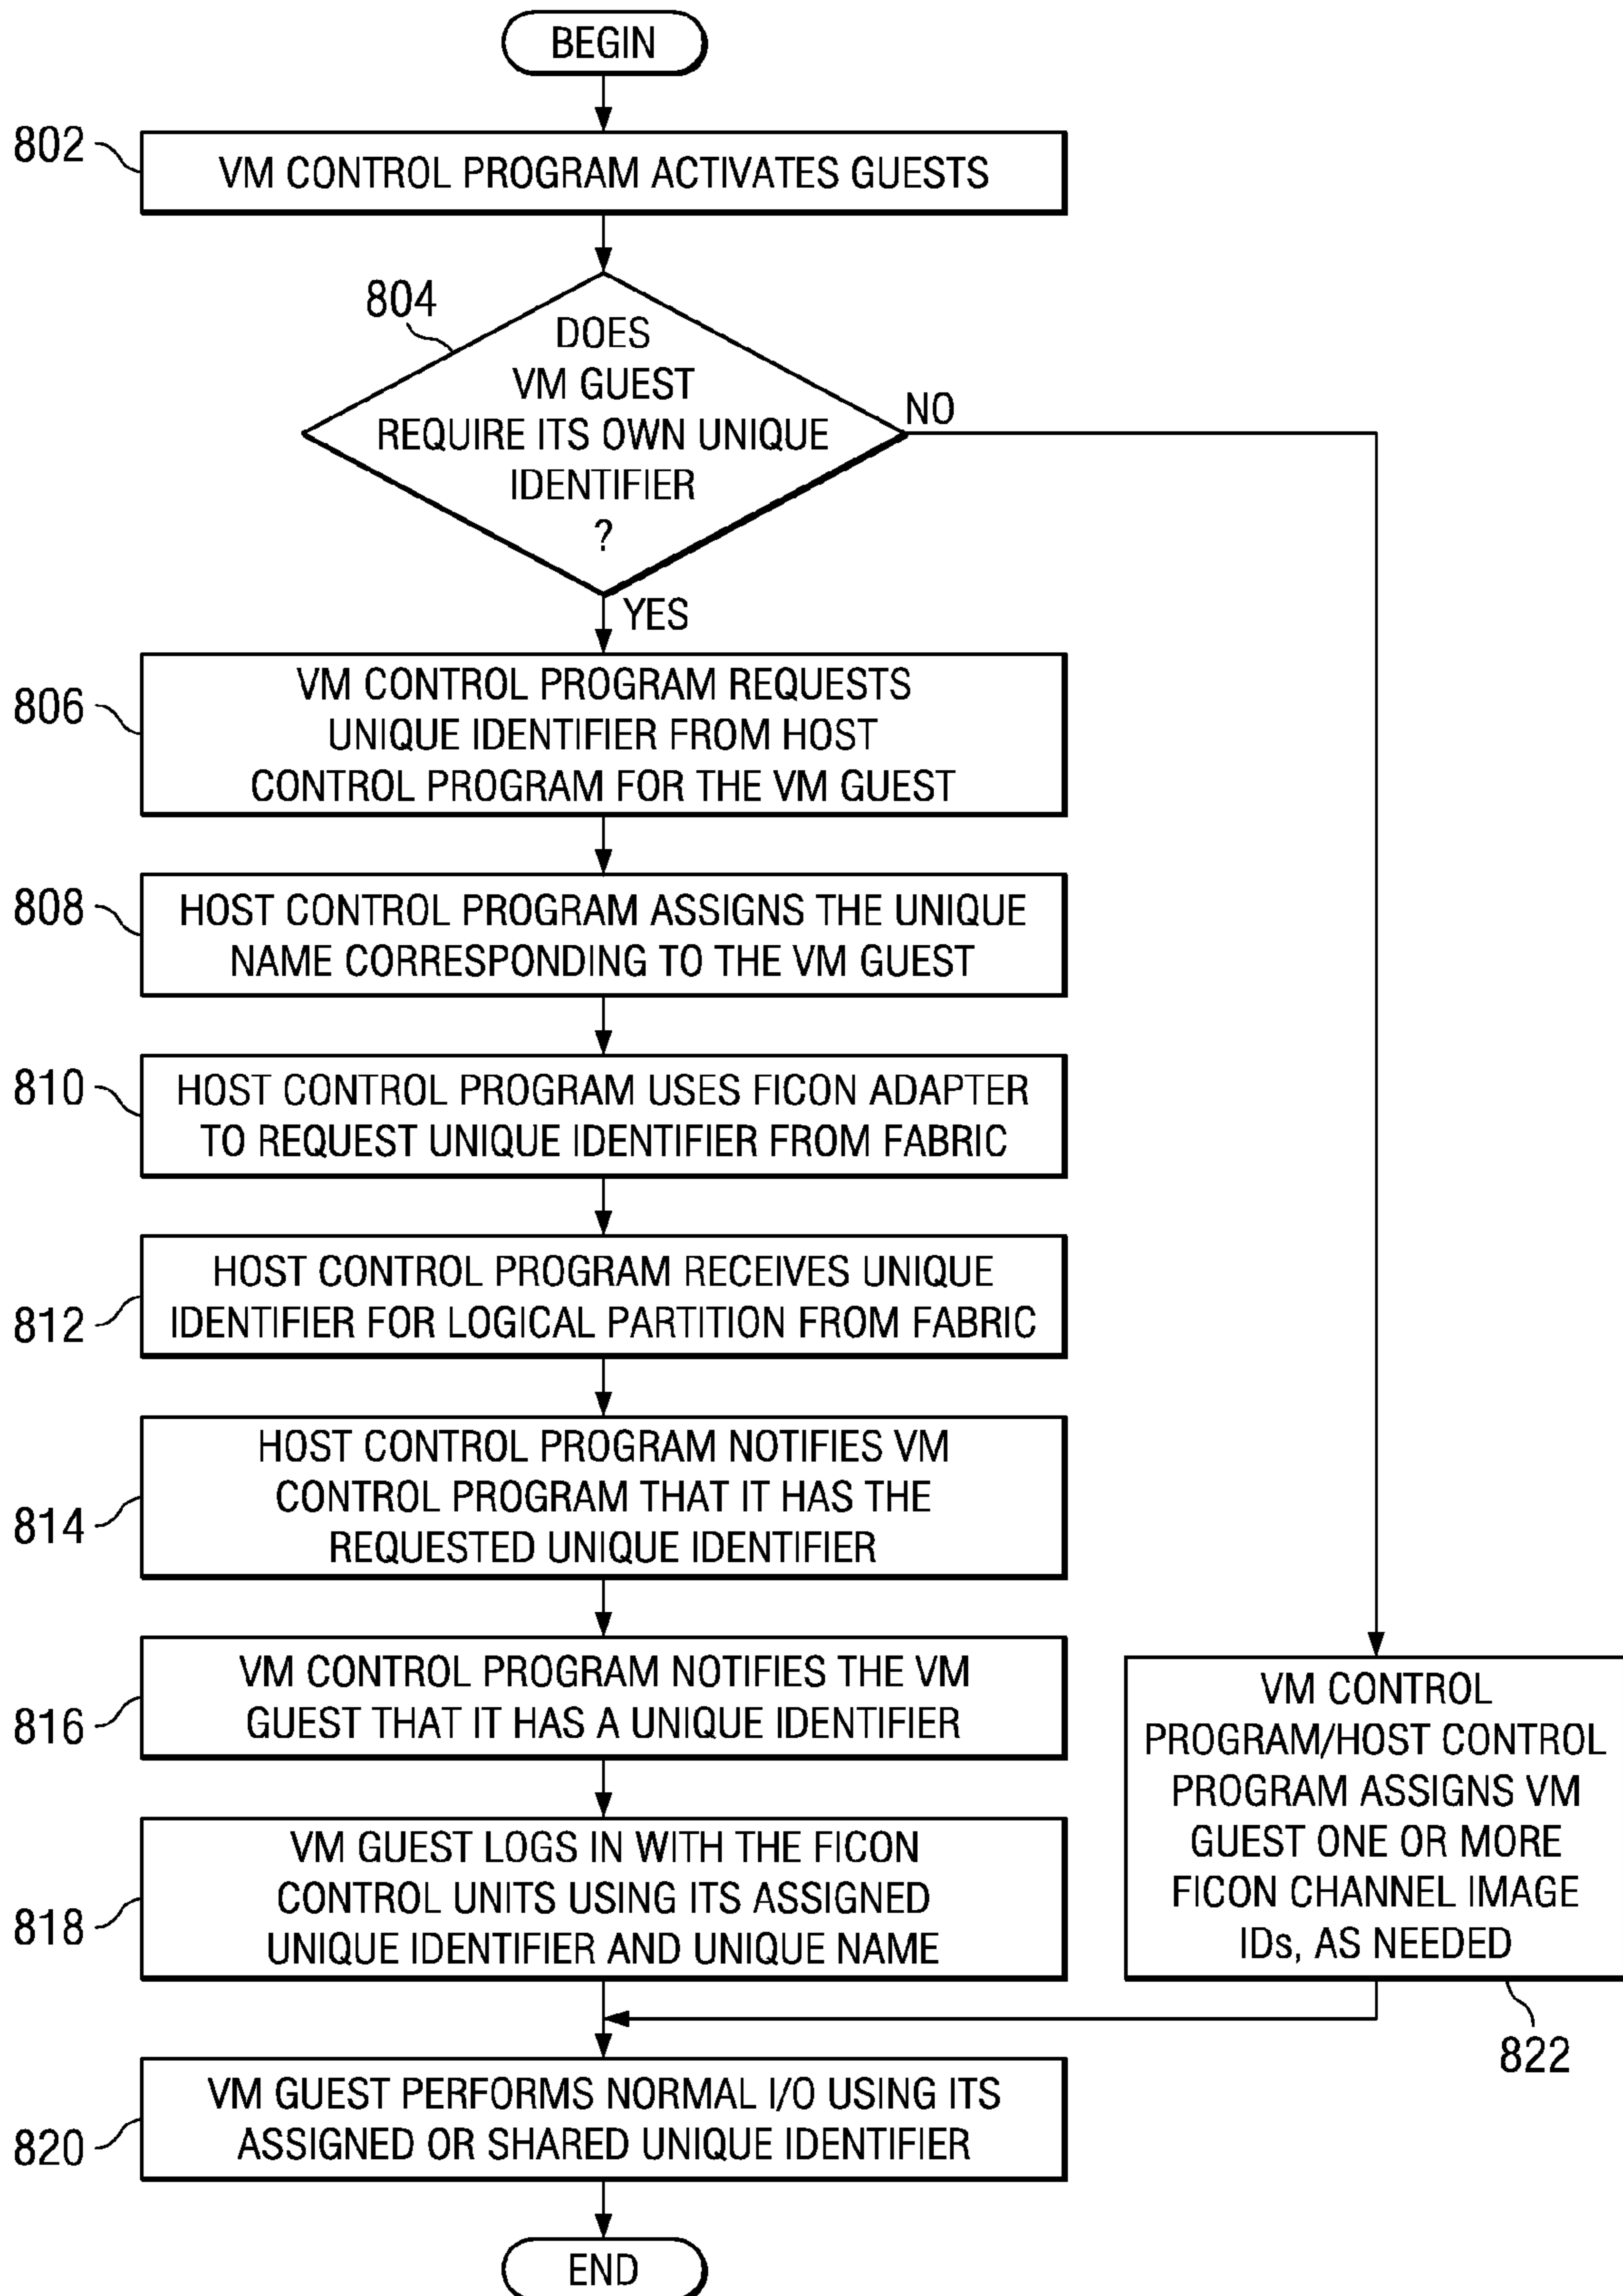 BEGIN
802
VM CONTROL PROGRAM ACTIVATES GUESTS
804
DOES
VM GUEST
REQUIRE ITS OWN UNIQUE
IDENTIFIER
?
NO
YES
806
VM CONTROL PROGRAM REQUESTS
UNIQUE IDENTIFIER FROM HOST
CONTROL PROGRAM FOR THE VM GUEST
808
HOST CONTROL PROGRAM ASSIGNS THE UNIQUE
NAME CORRESPONDING TO THE VM GUEST
810
HOST CONTROL PROGRAM USES FICON ADAPTER
TO REQUEST UNIQUE IDENTIFIER FROM FABRIC
812
HOST CONTROL PROGRAM RECEIVES UNIQUE
IDENTIFIER FOR LOGICAL PARTITION FROM FABRIC
814
HOST CONTROL PROGRAM NOTIFIES VM
CONTROL PROGRAM THAT IT HAS THE
REQUESTED UNIQUE IDENTIFIER
816
VM CONTROL PROGRAM NOTIFIES THE VM
GUEST THAT IT HAS A UNIQUE IDENTIFIER
818
VM GUEST LOGS IN WITH THE FICON
CONTROL UNITS USING ITS ASSIGNED
UNIQUE IDENTIFIER AND UNIQUE NAME
VM CONTROL
PROGRAM/HOST CONTROL
PROGRAM ASSIGNS VM
GUEST ONE OR MORE
FICON CHANNEL IMAGE
IDs, AS NEEDED
822
820
VM GUEST PERFORMS NORMAL I/O USING ITS
ASSIGNED OR SHARED UNIQUE IDENTIFIER
END